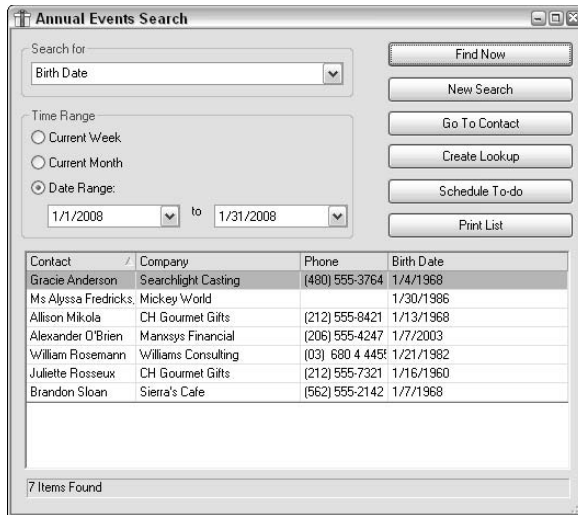 Annual Events Search
Search for
Birth Date
Find Now
New Search
Time Range
Current Week
Current Month
Date Range:
1/1/2008 to 1/31/2008
Go To Contact
Create Lookup
Schedule To-do
Print List
Contact Company Phone Birth Date
Gracie Anderson Searchlight Casting (480) 555-3764 1/4/1968
Ms Alyssa Fredricks, Mickey World 1/30/1986
Allison Mikola CH Gourmet Gifts (212) 555-8421 1/13/1968
Alexander O'Brien Manxsys Financial (206) 555-4247 1/7/2003
William Rosemann Williams Consulting (03) 680 4 445 1/21/1982
Juliette Rosseux CH Gourmet Gifts (212) 555-7321 1/16/1960
Brandon Sloan Sierra's Cafe (562) 555-2142 1/7/1968
7 Items Found